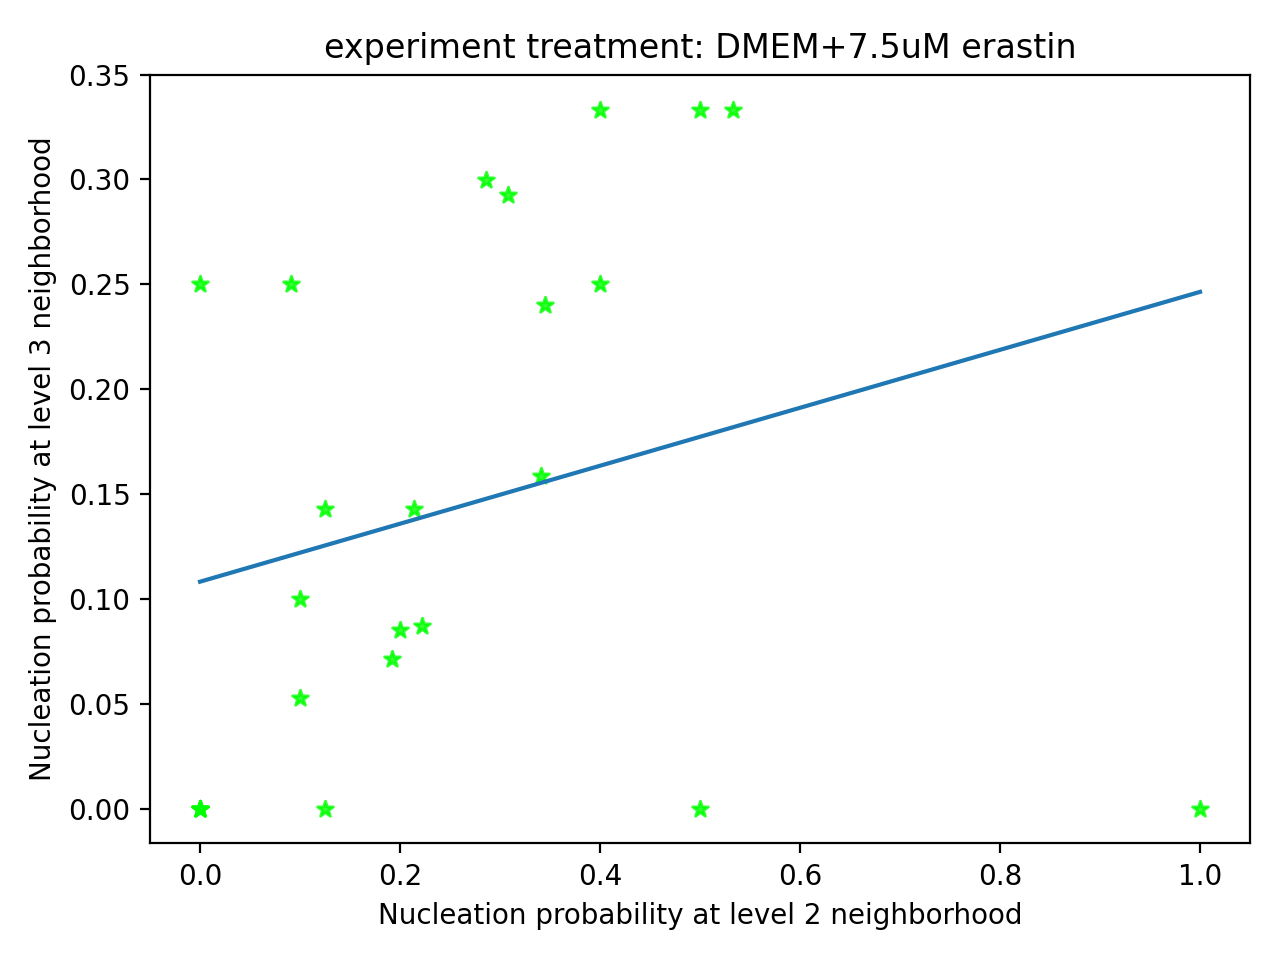 experiment treatment: DMEM+7.5uM erastin
Nucleation probability at level 3 neighborhood
0.35
0.30
0.25
0.20
0.15
0.10
0.05
0.00
0.0 0.2 0.4 0.6 0.8 1.0
Nucleation probability at level 2 neighborhood